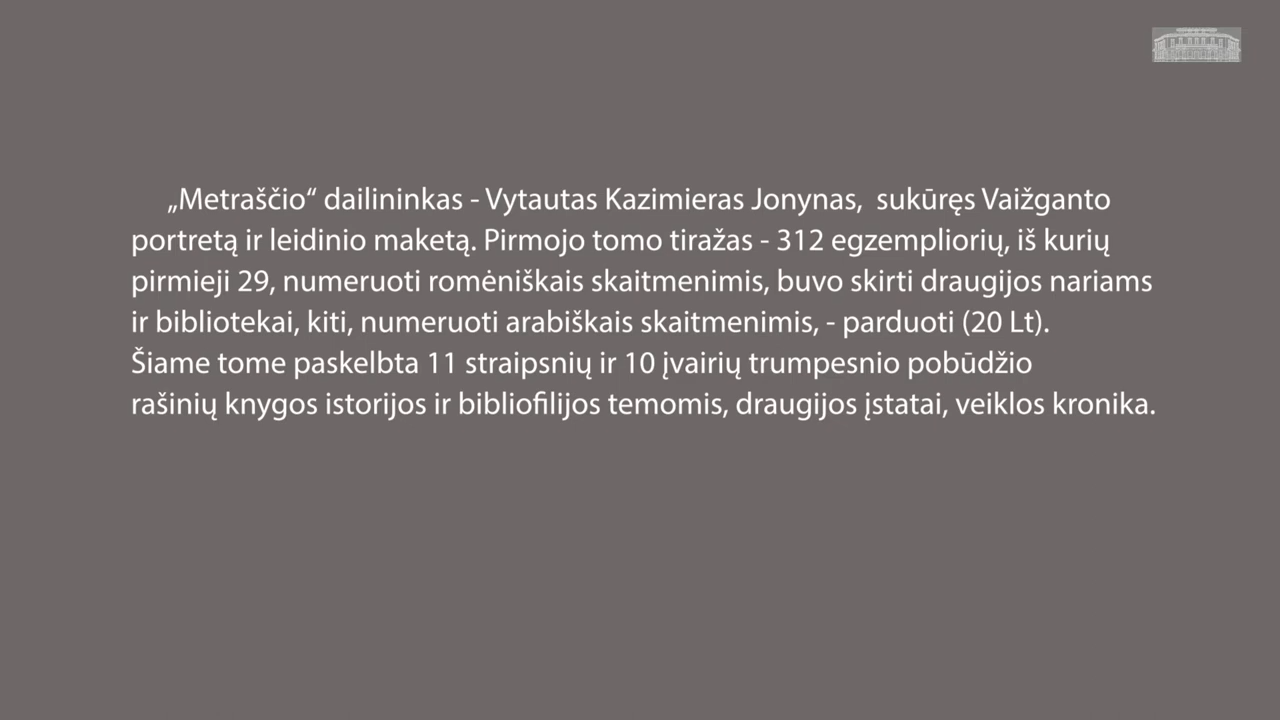 „Metraščio“ dailininkas - Vytautas Kazimieras Jonynas,  sukūręs Vaižganto
portretą ir leidinio maketą. Pirmojo tomo tiražas - 312 egzempliorių, iš kurių
pirmieji 29, numeruoti romėniškais skaitmenimis, buvo skirti draugijos nariams
ir bibliotekai, kiti, numeruoti arabiškais skaitmenimis, - parduoti (20 Lt).
Šiame tome paskelbta 11 straipsnių ir 10 įvairių trumpesnio pobūdžio
rašinių knygos istorijos ir bibliofilijos temomis, draugijos įstatai, veiklos kronika.